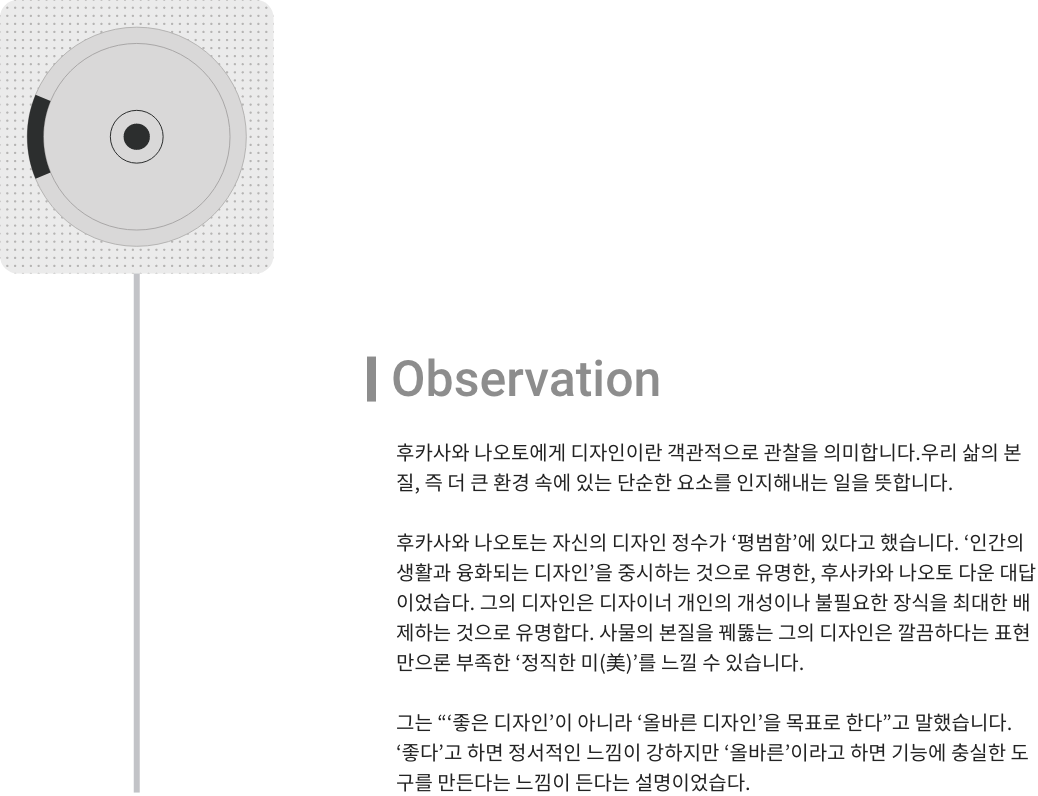 Observation
후카사와 나오토에게 디자인이란 객관적으로 관찰을 의미합니다.우리 삶의 본
질, 즉 더 큰 환경 속에 있는 단순한 요소를 인지해내는 일을 뜻합니다.
후카사와 나오토는 자신의 디자인 정수가 ‘평범함’에 있다고 했습니다. ‘인간의
생활과 융화되는 디자인’을 중시하는 것으로 유명한, 후사카와 나오토 다운 대답
이었습다. 그의 디자인은 디자이너 개인의 개성이나 불필요한 장식을 최대한 배
제하는 것으로 유명합다. 사물의 본질을 꿰뚫는 그의 디자인은 깔끔하다는 표현
만으론 부족한 ‘정직한 미(美)’를 느낄 수 있습니다.
그는 “‘좋은 디자인’이 아니라 ‘올바른 디자인’을 목표로 한다”고 말했습니다.
‘좋다’고 하면 정서적인 느낌이 강하지만 ‘올바른’이라고 하면 기능에 충실한 도
구를 만든다는 느낌이 든다는 설명이었습다.